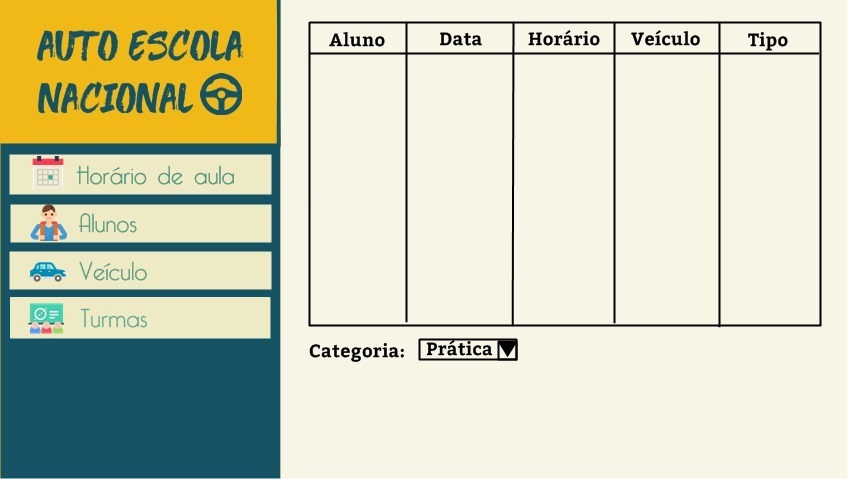 AUTO ESCOLA
NACIONAL
Horário de aula
Alunos
Veículo
Turmas
Aluno Data Horário Veículo Tipo
Categoria: Prática